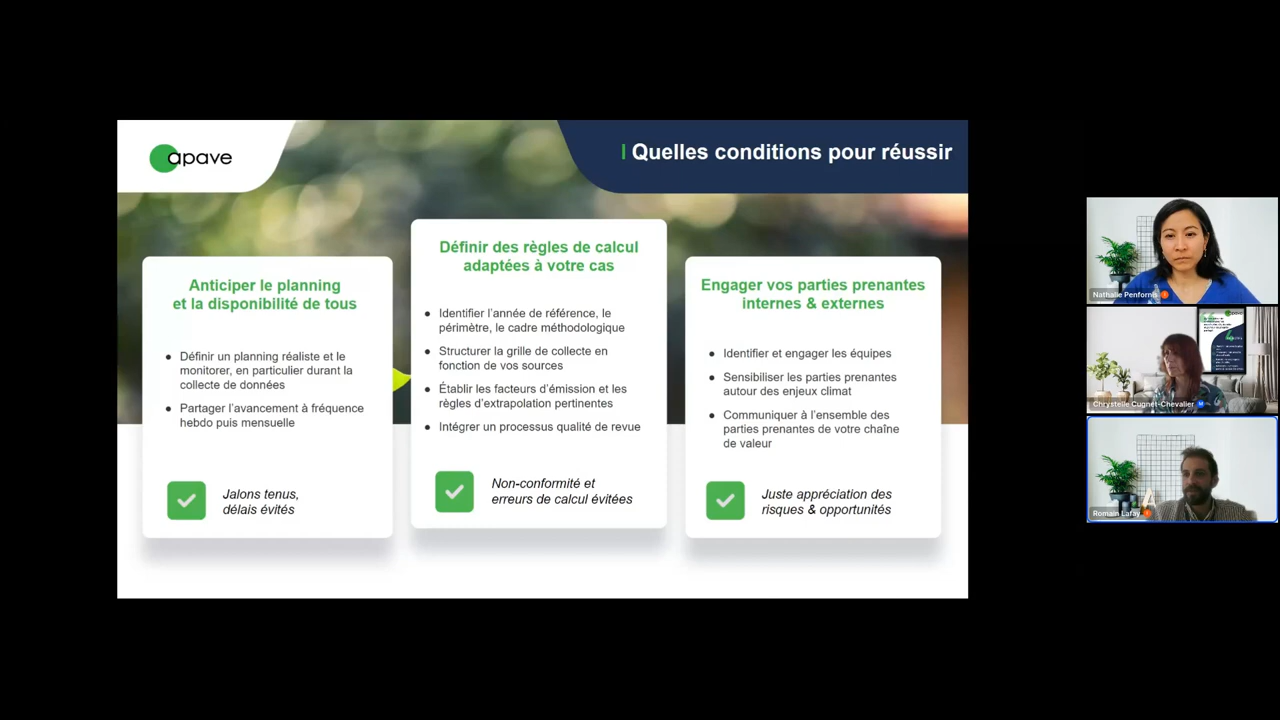 apave
Quelles conditions pour réussir
Anticiper le planning
et la disponibilité de tous
● Définir un planning réaliste et le
monitorer, en particulier durant la
collecte de données
● Partager l'avancement à fréquence
hebdo puis mensuelle
Jalons tenus,
délais évités
Définir des règles de calcul
adaptées à votre cas
● Identifier l'année de référence, le
périmètre, le cadre méthodologique
● Structurer la grille de collecte en
fonction de vos sources
● Établir les facteurs d'émission et les
règles d'extrapolation pertinentes
● Intégrer un processus qualité de revue
Non-conformité et
erreurs de calcul évitées
Engager vos parties prenantes
internes & externes
● Identifier et engager les équipes
● Sensibiliser les parties prenantes
autour des enjeux climat
● Communiquer à l'ensemble des
parties prenantes de votre chaîne
de valeur
Juste appréciation des
risques & opportunités
Nathalie Penfornis
Chrystelle Cugnet-Chevalier
Romain Lafay